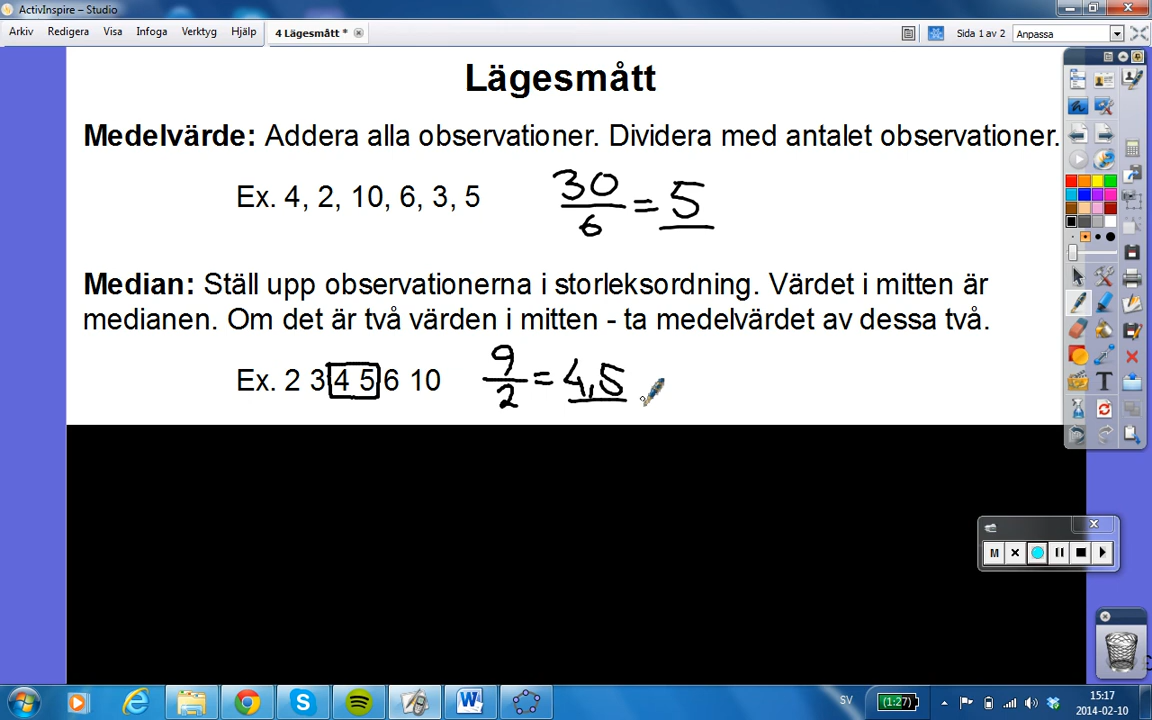 ActivInspire – Studio
Arkiv Redigera Visa Infoga Verktyg Hjälp 4 Lägesmått * Sida 1 av 2 Anpassa
Lägesmått
Medelvärde: Addera alla observationer. Dividera med antalet observationer.
Ex. 4, 2, 10, 6, 3, 5 30/6 = 5
Median: Ställ upp observationerna i storleksordning. Värdet i mitten är
medianen. Om det är två värden i mitten - ta medelvärdet av dessa två.
Ex. 2 3 4 5 6 10 9/2 = 4,5
M
SV (1:27) 15:17
2014-02-10